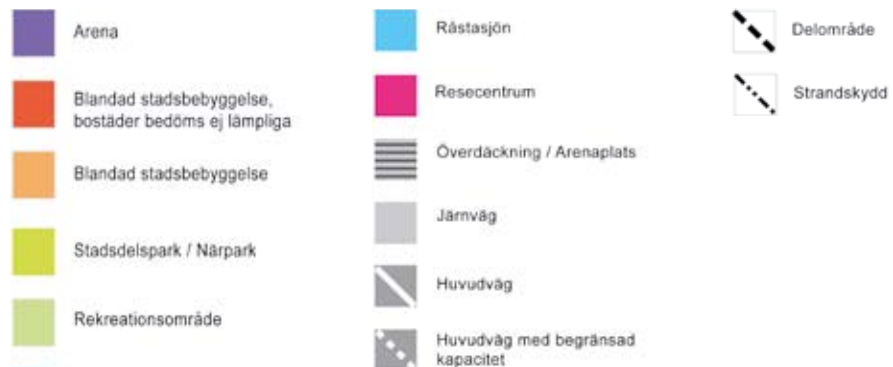 Arena
Blandad stadsbebyggelse,
bostäder bedöms ej lämpliga
Blandad stadsbebyggelse
Stadsdelspark / Närpark
Rekreationsområde
Råstasjön
Resecentrum
Överdäckning / Arenaplats
Järnväg
Huvudväg
Huvudväg med begränsad
kapacitet
Delområde
Strandskydd